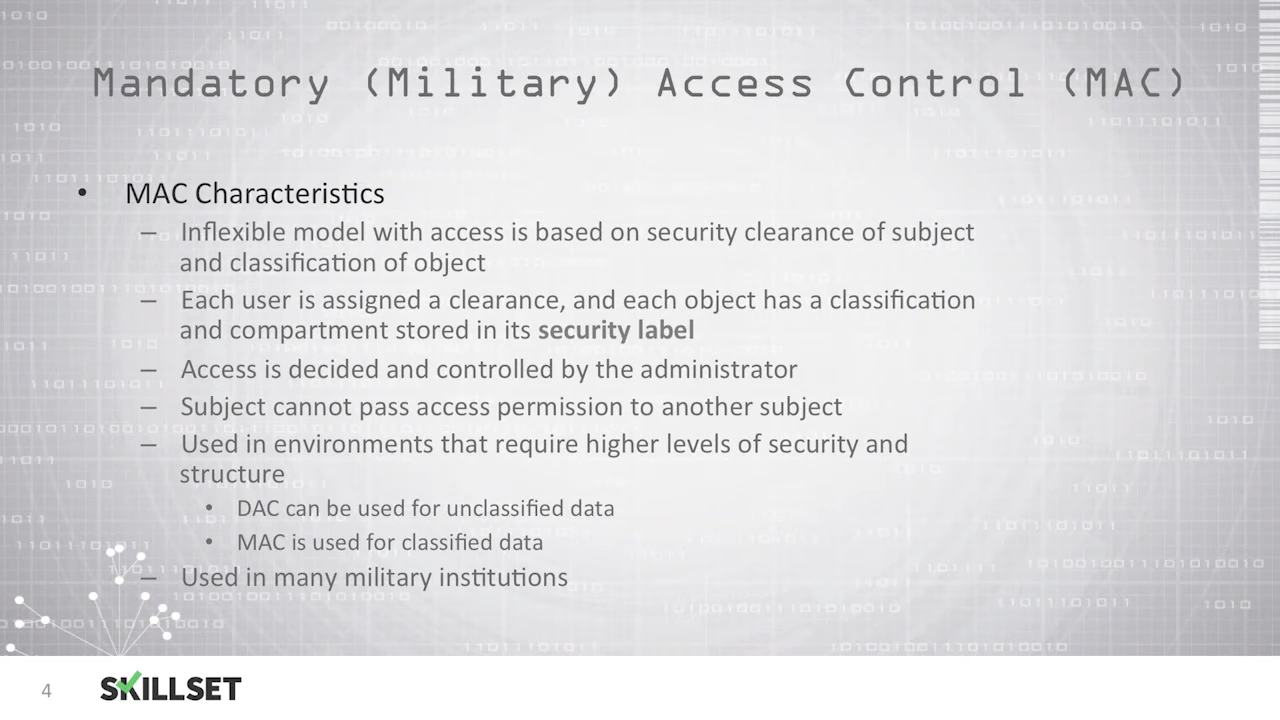 Mandatory (Military) Access Control (MAC)
• MAC Characteristics
– Inflexible model with access is based on security clearance of subject
and classification of object
– Each user is assigned a clearance, and each object has a classification
and compartment stored in its security label
– Access is decided and controlled by the administrator
– Subject cannot pass access permission to another subject
– Used in environments that require higher levels of security and
structure
• DAC can be used for unclassified data
• MAC is used for classified data
– Used in many military institutions
4
SKILLSET